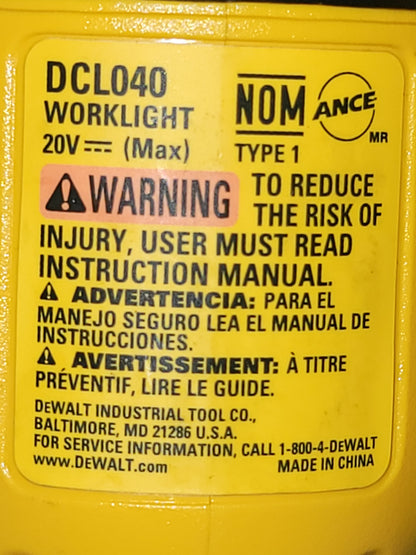 DCL040
WORKLIGHT
20V ⎓ (Max)
NOM
ANCE
MR
TYPE 1
⚠WARNING TO REDUCE
THE RISK OF
INJURY, USER MUST READ
INSTRUCTION MANUAL.
⚠ ADVERTENCIA: PARA EL
MANEJO SEGURO LEA EL MANUAL DE
INSTRUCCIONES.
⚠ AVERTISSEMENT: À TITRE
PRÉVENTIF, LIRE LE GUIDE.
DEWALT INDUSTRIAL TOOL CO.,
BALTIMORE, MD 21286 U.S.A.
FOR SERVICE INFORMATION, CALL 1-800-4-DEWALT
www.DEWALT.com
MADE IN CHINA